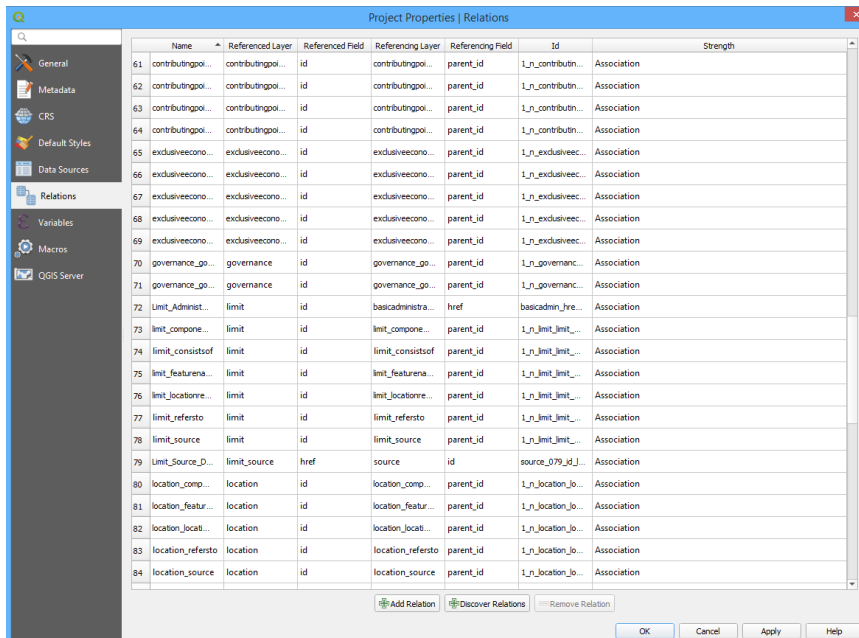 Project Properties | Relations
General
Metadata
CRS
Default Styles
Data Sources
Relations
Variables
Macros
QGIS Server
Name Referenced Layer Referenced Field Referencing Layer Referencing Field Id Strength
61 contributingpoi... contributingpoi... id contributingpoi... parent_id 1_n_contributin... Association
62 contributingpoi... contributingpoi... id contributingpoi... parent_id 1_n_contributin... Association
63 contributingpoi... contributingpoi... id contributingpoi... parent_id 1_n_contributin... Association
64 contributingpoi... contributingpoi... id contributingpoi... parent_id 1_n_contributin... Association
65 exclusiveecono... exclusiveecono... id exclusiveecono... parent_id 1_n_exclusiveec... Association
66 exclusiveecono... exclusiveecono... id exclusiveecono... parent_id 1_n_exclusiveec... Association
67 exclusiveecono... exclusiveecono... id exclusiveecono... parent_id 1_n_exclusiveec... Association
68 exclusiveecono... exclusiveecono... id exclusiveecono... parent_id 1_n_exclusiveec... Association
69 exclusiveecono... exclusiveecono... id exclusiveecono... parent_id 1_n_exclusiveec... Association
70 governance_go... governance id governance_go... parent_id 1_n_governanc... Association
71 governance_go... governance id governance_go... parent_id 1_n_governanc... Association
72 Limit_Administ... limit id basicadministra... href basicadmin_hre... Association
73 limit_compone... limit id limit_compone... parent_id 1_n_limit_limit_... Association
74 limit_consistsof limit id limit_consistsof parent_id 1_n_limit_limit_... Association
75 limit_featurena... limit id limit_featurena... parent_id 1_n_limit_limit_... Association
76 limit_locationre... limit id limit_locationre... parent_id 1_n_limit_limit_... Association
77 limit_refersto limit id limit_refersto parent_id 1_n_limit_limit_... Association
78 limit_source limit id limit_source parent_id 1_n_limit_limit_... Association
79 Limit_Source_D... limit_source href source id source_079_id_l... Association
80 location_comp... location id location_comp... parent_id 1_n_location_lo... Association
81 location_featur... location id location_featur... parent_id 1_n_location_lo... Association
82 location_locati... location id location_locati... parent_id 1_n_location_lo... Association
83 location_refersto location id location_refersto parent_id 1_n_location_lo... Association
84 location_source location id location_source parent_id 1_n_location_lo... Association
Add Relation Discover Relations Remove Relation
OK Cancel Apply Help